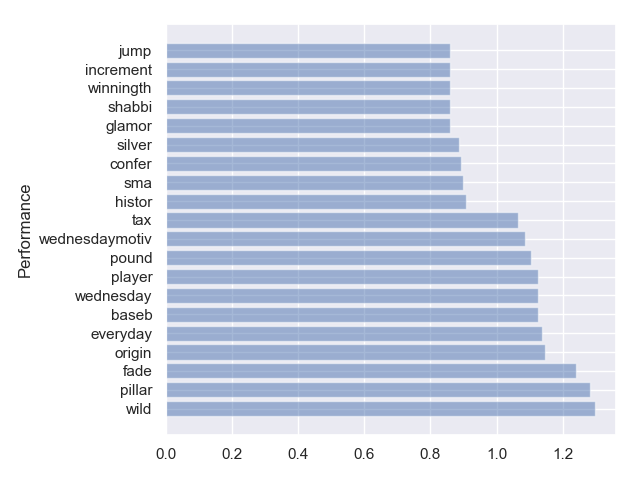 jump
increment
winningth
shabbi
glamor
silver
confer
sma
histor
tax
wednesdaymotiv
pound
player
wednesday
baseb
everyday
origin
fade
pillar
wild
Performance
0.0 0.2 0.4 0.6 0.8 1.0 1.2